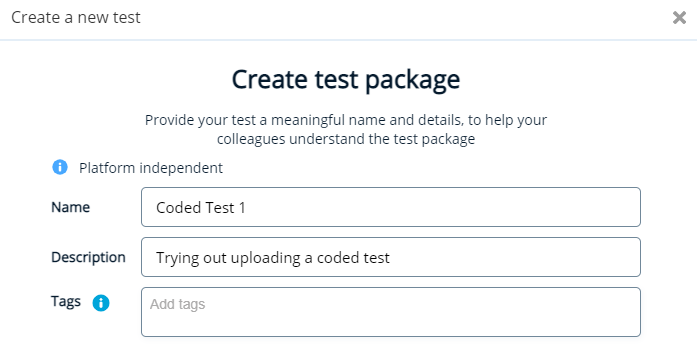 Create a new test
Create test package
Provide your test a meaningful name and details, to help your
colleagues understand the test package
Platform independent
Name
Coded Test 1
Description
Trying out uploading a coded test
Tags
Add tags